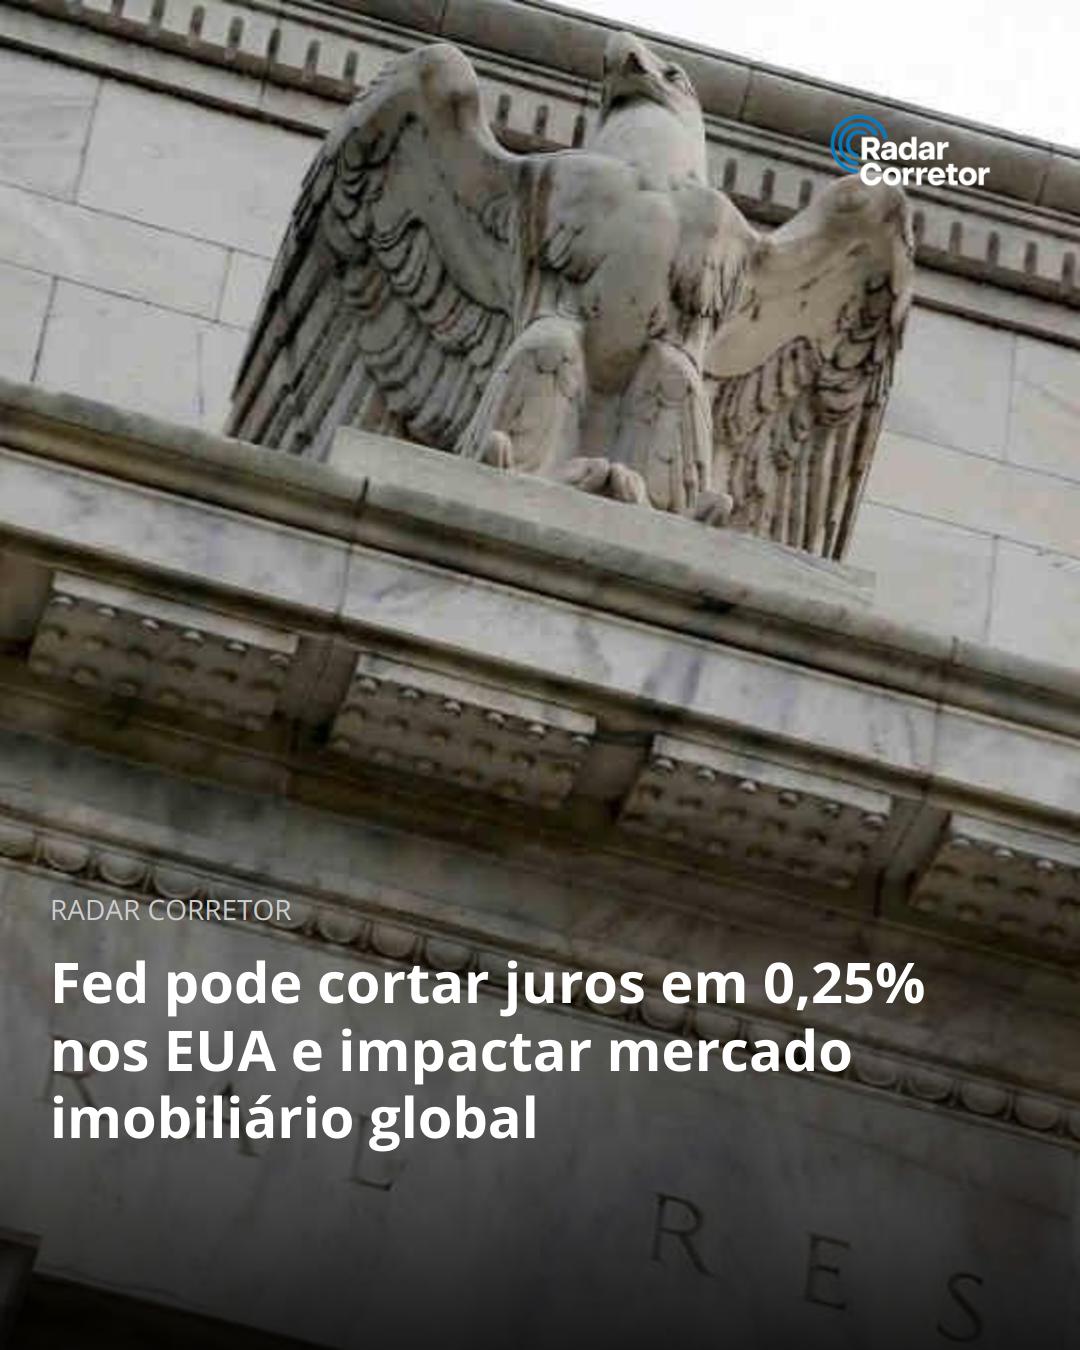 Radar
Corretor
RADAR CORRETOR
Fed pode cortar juros em 0,25%
nos EUA e impactar mercado
imobiliário global
R A L
R E S